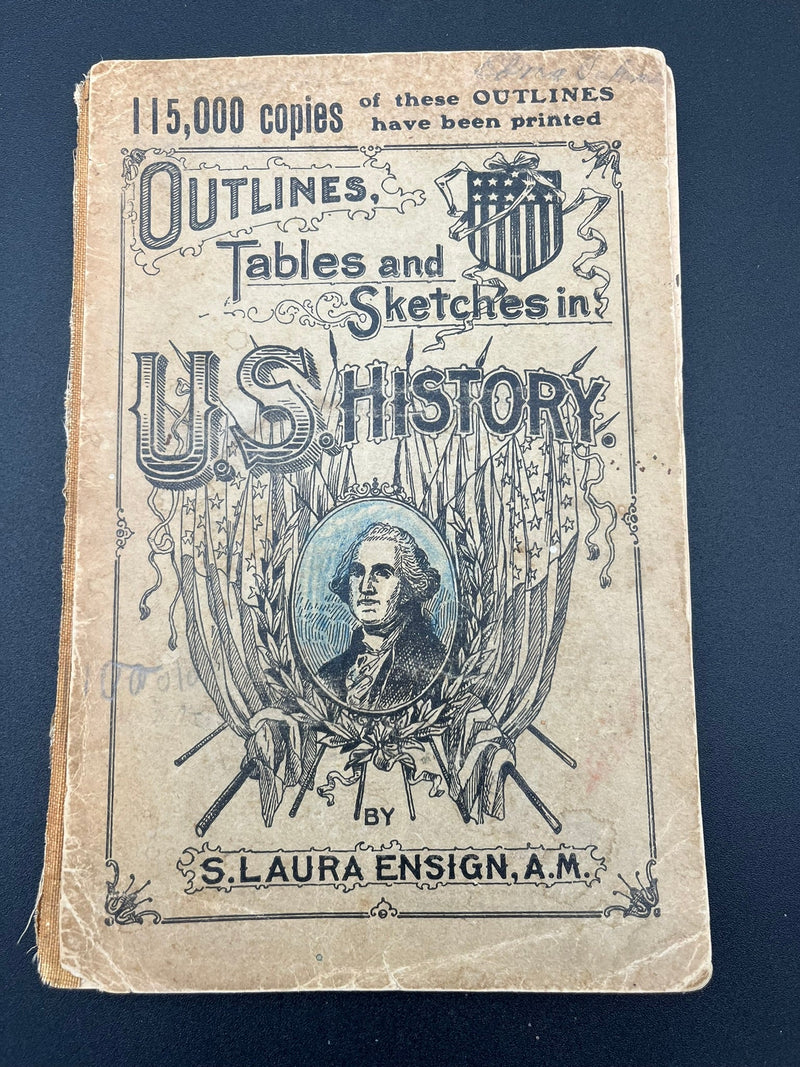 115,000 copies of these OUTLINES
have been printed
OUTLINES,
Tables and
Sketches in
U.S. HISTORY.
BY
S. LAURA ENSIGN, A.M.